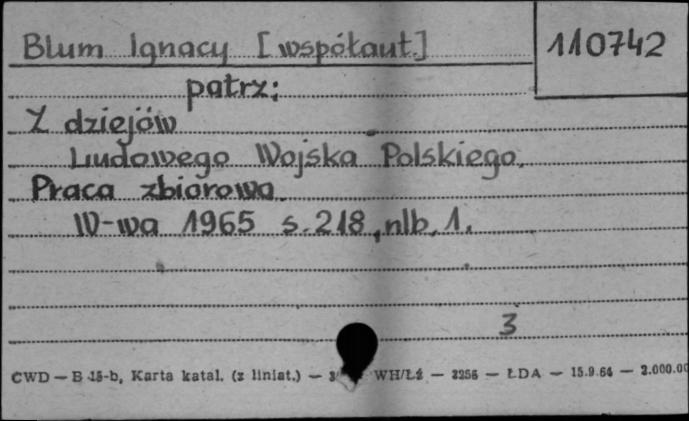 Blum Ignacy [współaut.]
110742
patrz:
Z dziejów
Ludowego Wojska Polskiego.
Praca zbiorowa.
W-wa 1965 s. 218, nlb. 1.
3
CWD — B 15-b, Karta katal. (z liniat.) — WH/Łź — 2256 — ŁDA — 15.9.64 — 2.000.00